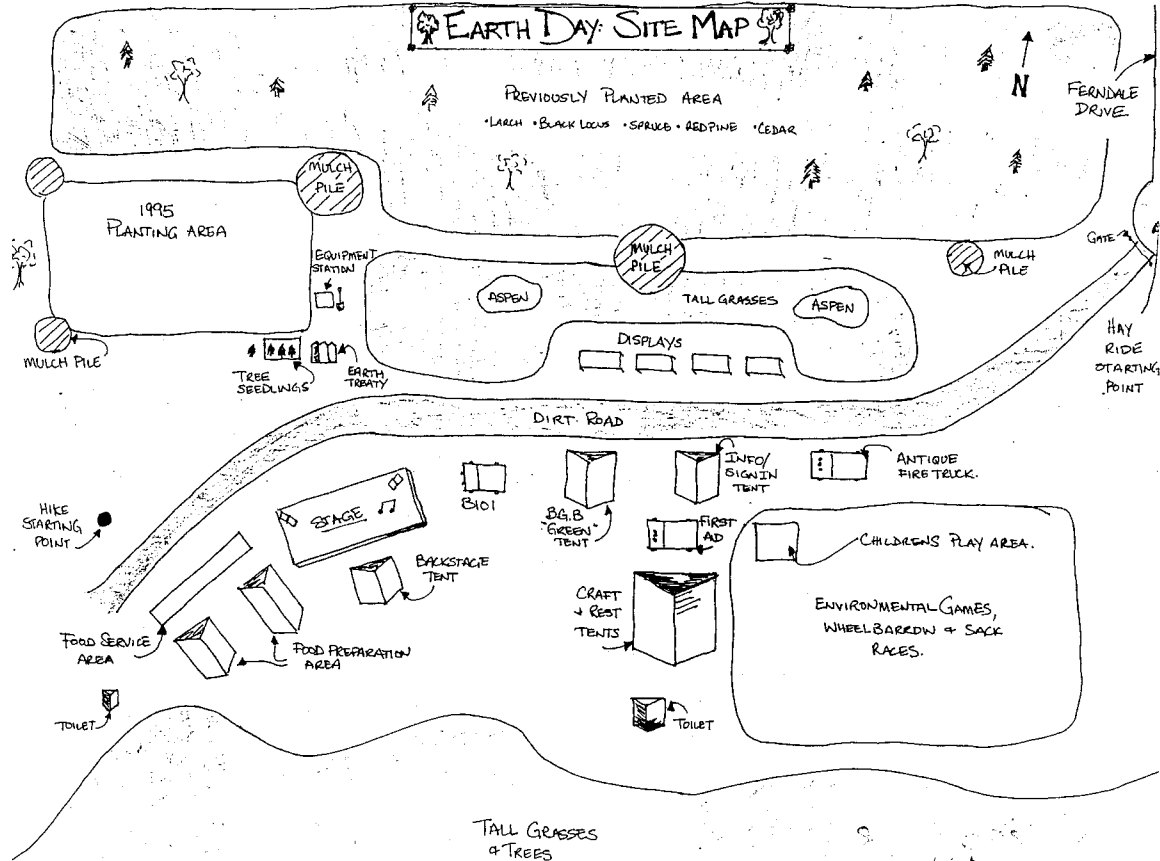 EARTH DAY: SITE MAP
PREVIOUSLY PLANTED AREA
•LARCH •BLACK LOCUS •SPRUCE •RED PINE •CEDAR
N
FERNDALE
DRIVE
MULCH
PILE
1995
PLANTING AREA
EQUIPMENT
STATION
MULCH
PILE
GATE
MULCH
PILE
ASPEN
TALL GRASSES
ASPEN
DISPLAYS
HAY
RIDE
STARTING
POINT
MULCH PILE
TREE
SEEDLINGS
EARTH
TREATY
DIRT ROAD
INFO/
SIGN IN
TENT
ANTIQUE
FIRE TRUCK.
B101
B.G.B
"GREEN"
TENT
STAGE
HIKE
STARTING
POINT
FIRST
AD
CHILDRENS PLAY AREA.
BACKSTAGE
TENT
CRAFT
+ REST
TENTS
ENVIRONMENTAL GAMES,
WHEELBARROW + SACK
RACES.
FOOD SERVICE
AREA
FOOD PREPARATION
AREA
TOILET
TOILET
TALL GRASSES
+ TREES